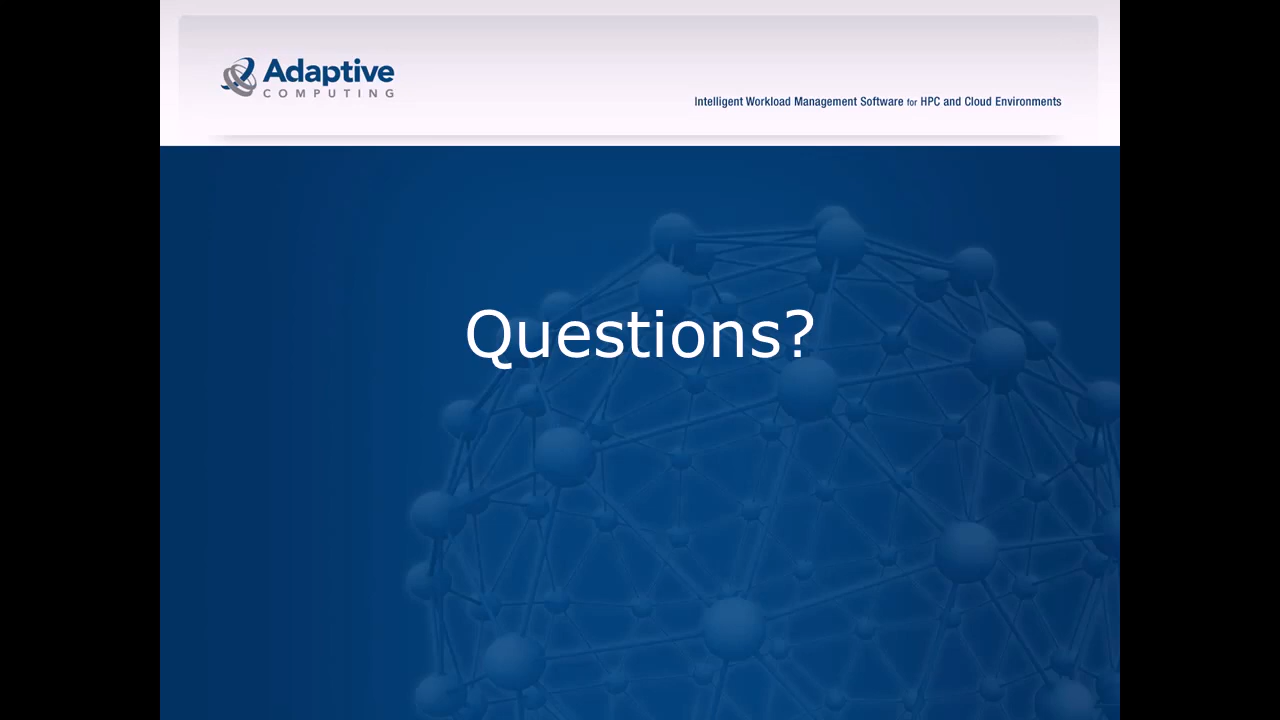 Adaptive
COMPUTING
Intelligent Workload Management Software for HPC and Cloud Environments
Questions?